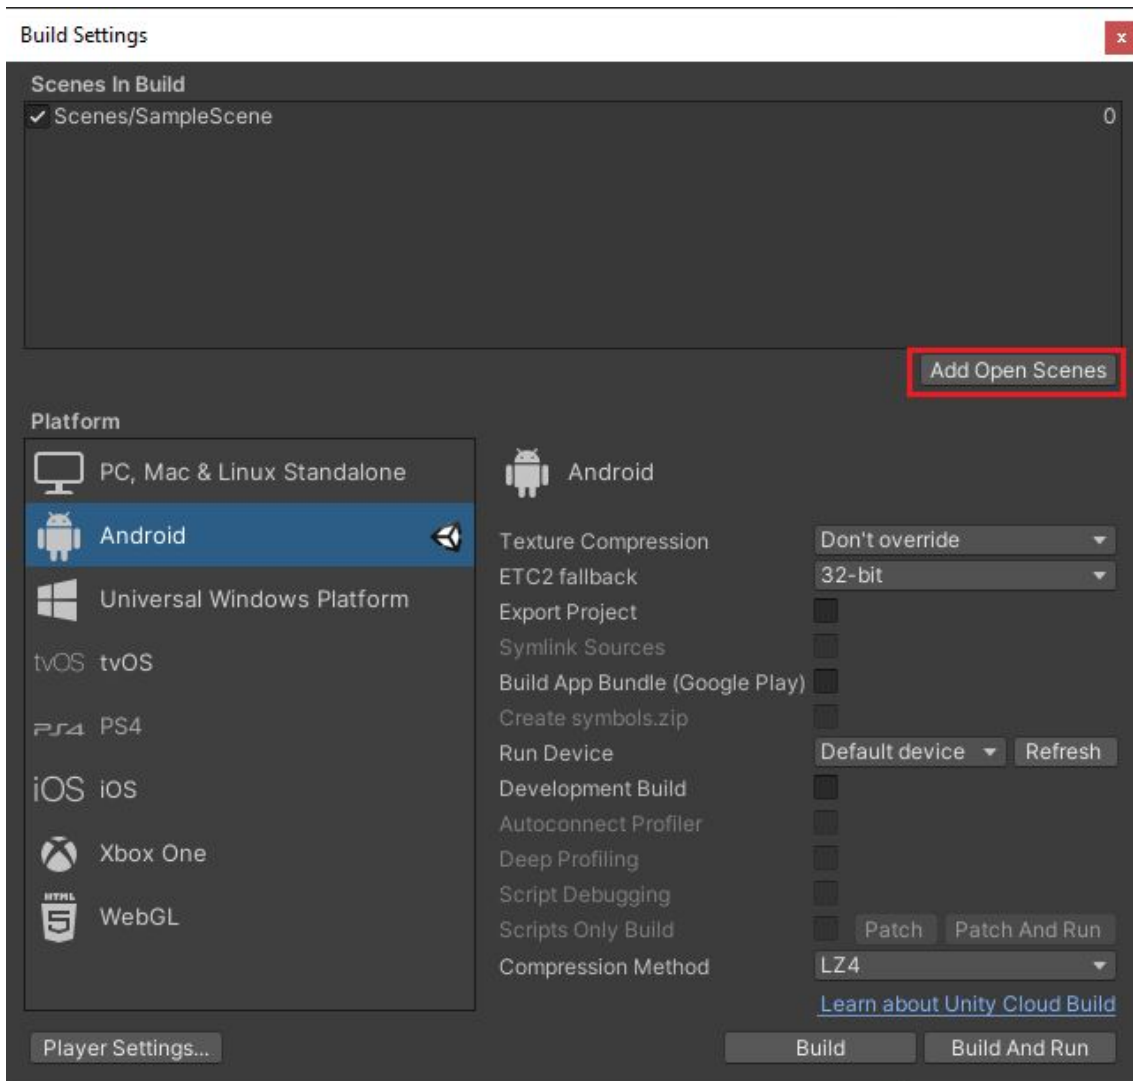 Build Settings
x
Scenes In Build
Scenes/SampleScene 0
Add Open Scenes
Platform
PC, Mac & Linux Standalone
Android
Universal Windows Platform
tvOS tvOS
PS4 PS4
iOS iOS
Xbox One
HTML 5 WebGL
Android
Texture Compression Don't override
ETC2 fallback 32-bit
Export Project
Symlink Sources
Build App Bundle (Google Play)
Create symbols.zip
Run Device Default device Refresh
Development Build
Autoconnect Profiler
Deep Profiling
Script Debugging
Scripts Only Build Patch Patch And Run
Compression Method LZ4
Learn about Unity Cloud Build
Player Settings... Build Build And Run